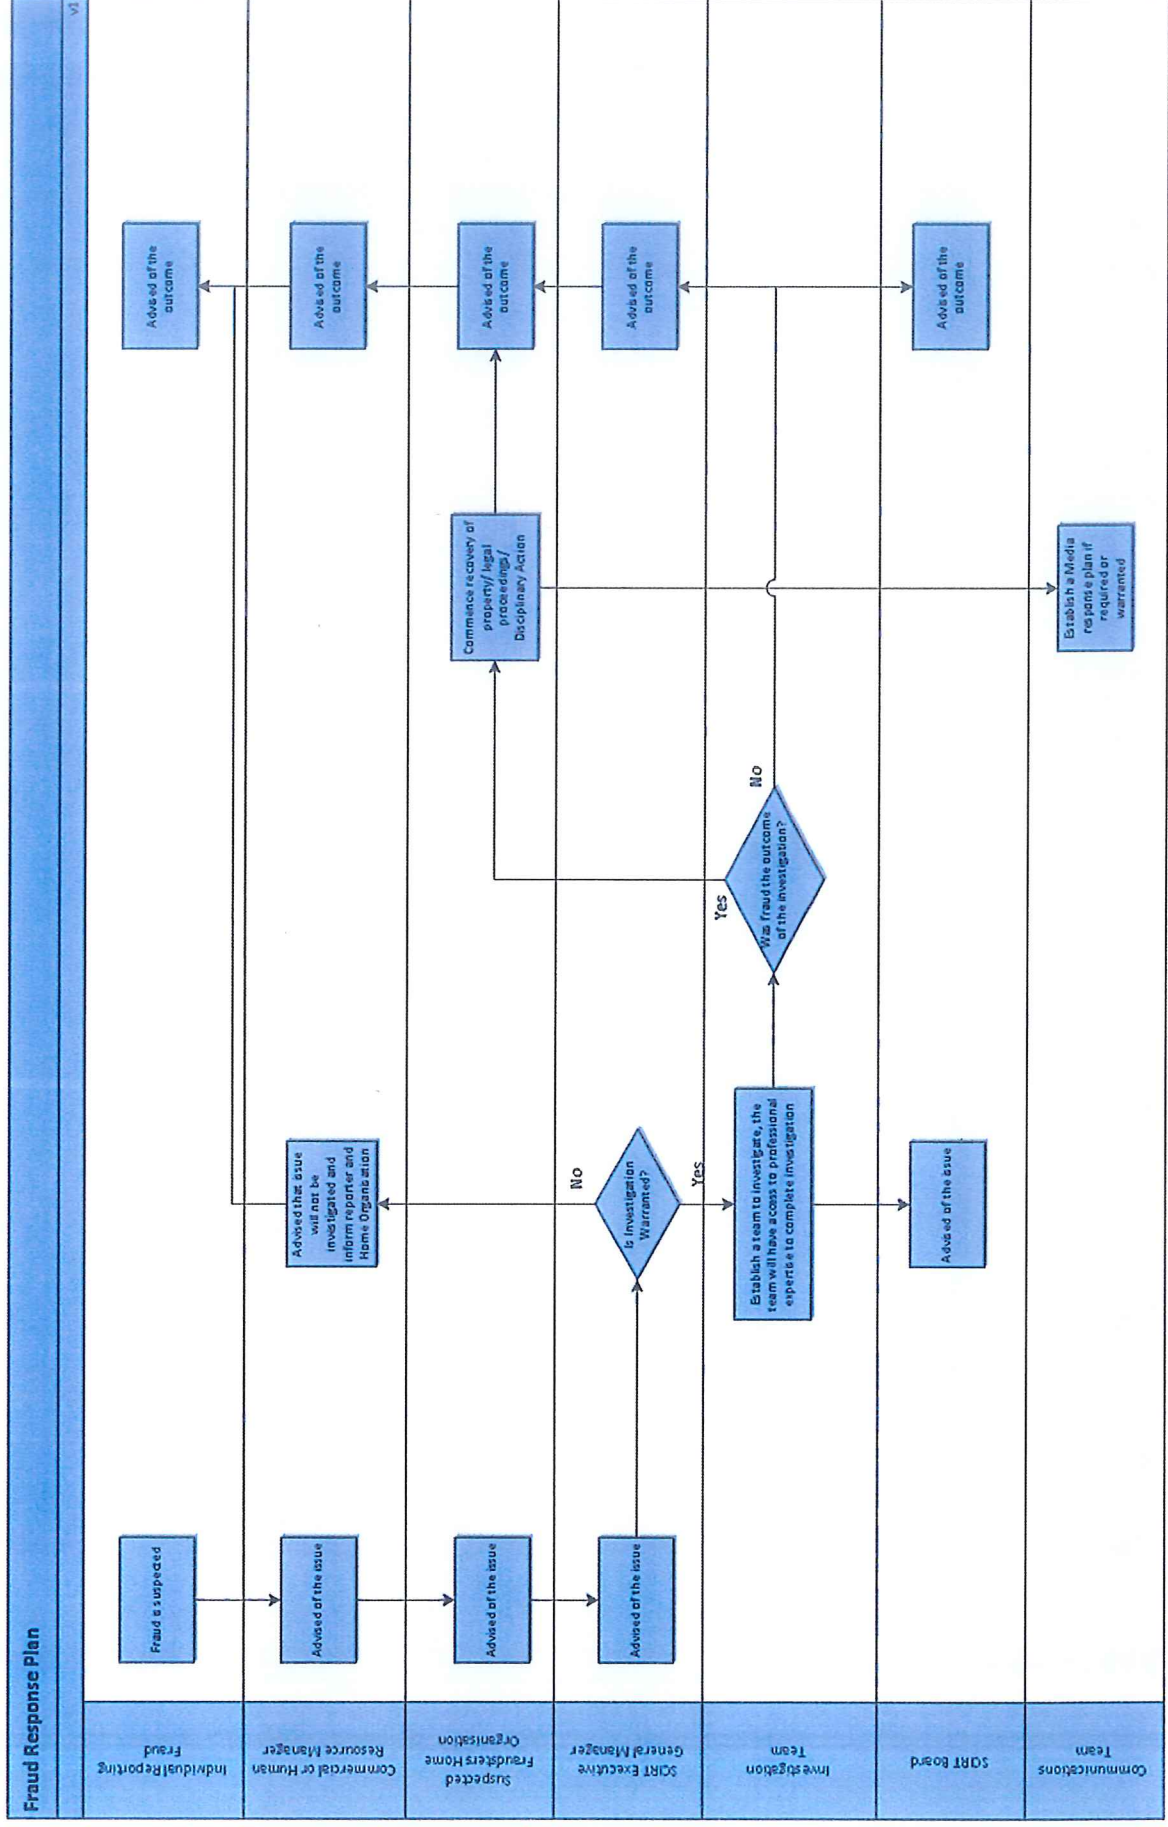 Fraud Response Plan
v1
Individual Reporting
Fraud
Fraud is suspected
Advised of the
outcome
Commercial or Human
Resource Manager
Advised of the issue
Advised that issue
will not be
investigated and
inform reporter and
Home Organisation
Advised of the
outcome
Suspected
Fraudsters Home
Organisation
Advised of the issue
Commence recovery of
property/ legal
proceedings/
Disciplinary Action
Advised of the
outcome
SCIRT Executive
General Manager
Advised of the issue
Is Investigation
Warranted?
No
Yes
Advised of the
outcome
Investigation
Team
Establish a team to investigate, the
team will have access to professional
expertise to complete investigation
Was fraud the outcome
of the investigation?
Yes
No
SCIRT Board
Advised of the issue
Advised of the
outcome
Communications
Team
Establish a Media
response plan if
required or
warranted